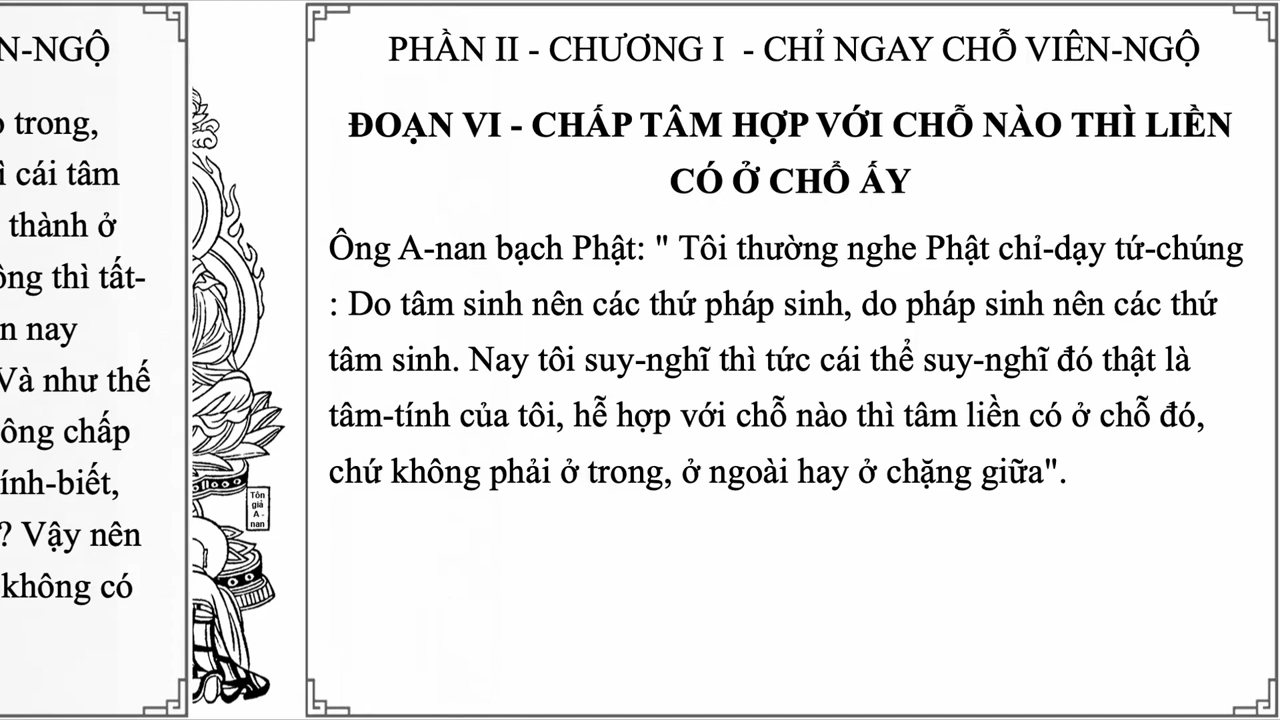 N-NGỘ
trong,
ì cái tâm
thành ở
ông thì tất-
n nay
Và như thế
ông chấp
ính-biết,
? Vậy nên
không có
Tôn
giả
A -
nan
PHẦN II - CHƯƠNG I - CHỈ NGAY CHỖ VIÊN-NGỘ
ĐOẠN VI - CHẤP TÂM HỢP VỚI CHỖ NÀO THÌ LIỀN
CÓ Ở CHỖ ẤY
Ông A-nan bạch Phật: " Tôi thường nghe Phật chỉ-dạy tứ-chúng
: Do tâm sinh nên các thứ pháp sinh, do pháp sinh nên các thứ
tâm sinh. Nay tôi suy-nghĩ thì tức cái thể suy-nghĩ đó thật là
tâm-tính của tôi, hễ hợp với chỗ nào thì tâm liền có ở chỗ đó,
chứ không phải ở trong, ở ngoài hay ở chặng giữa".